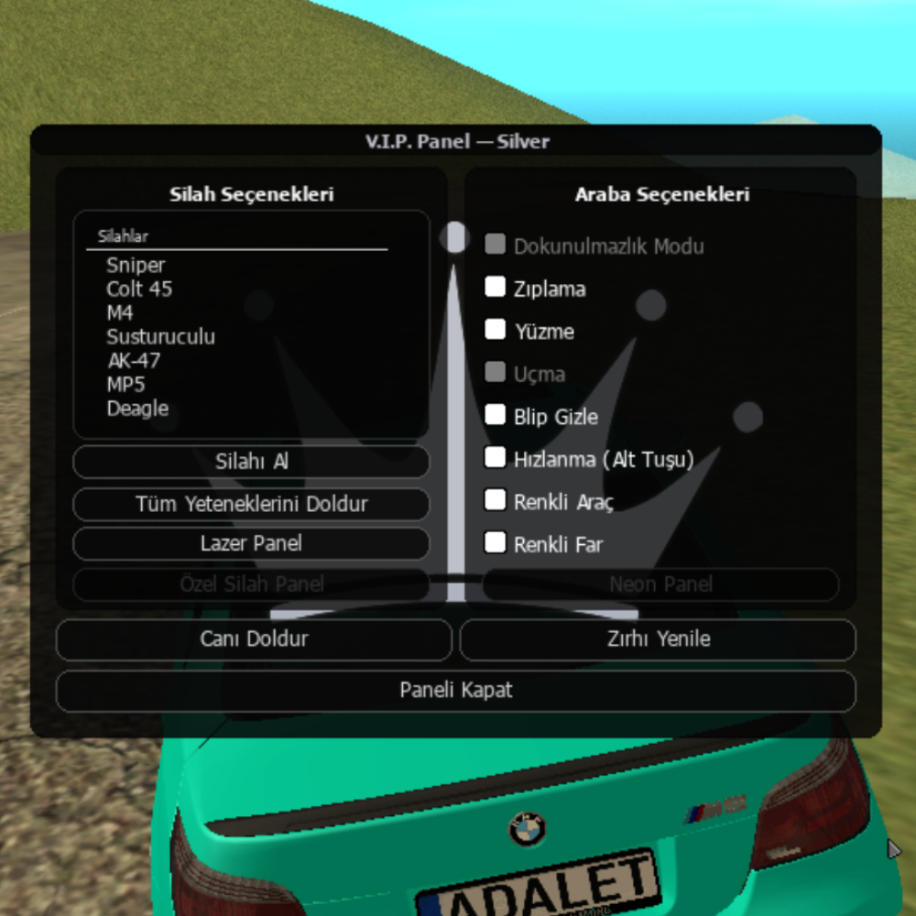 V.I.P. Panel — Silver
Silah Seçenekleri
Silahlar
Sniper
Colt 45
M4
Susturuculu
AK-47
MP5
Deagle
Silahı Al
Tüm Yeteneklerini Doldur
Lazer Panel
Özel Silah Panel
Araba Seçenekleri
Dokunulmazlık Modu
Zıplama
Yüzme
Uçma
Blip Gizle
Hızlanma (Alt Tuşu)
Renkli Araç
Renkli Far
Neon Panel
Canı Doldur
Zırhı Yenile
Paneli Kapat
ADALET